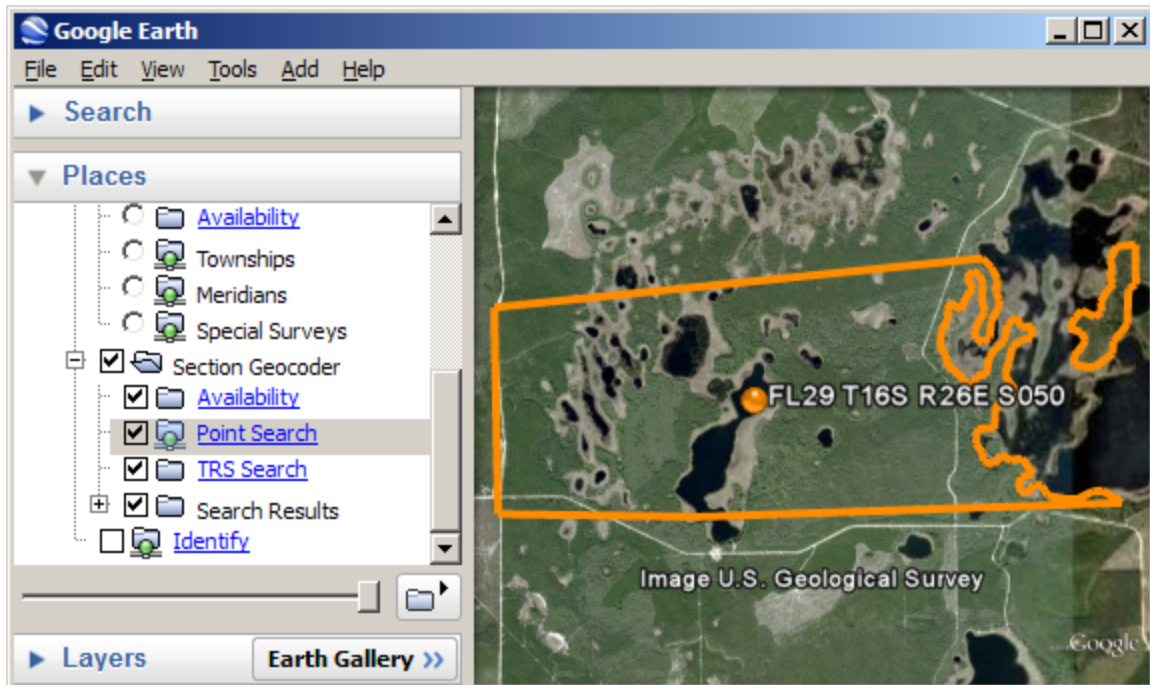 Google Earth
File Edit View Tools Add Help
Search
Places
Availability
Townships
Meridians
Special Surveys
Section Geocoder
Availability
Point Search
TRS Search
Search Results
Identify
Layers
Earth Gallery >>
FL29 T16S R26E S050
Image U.S. Geological Survey
Google